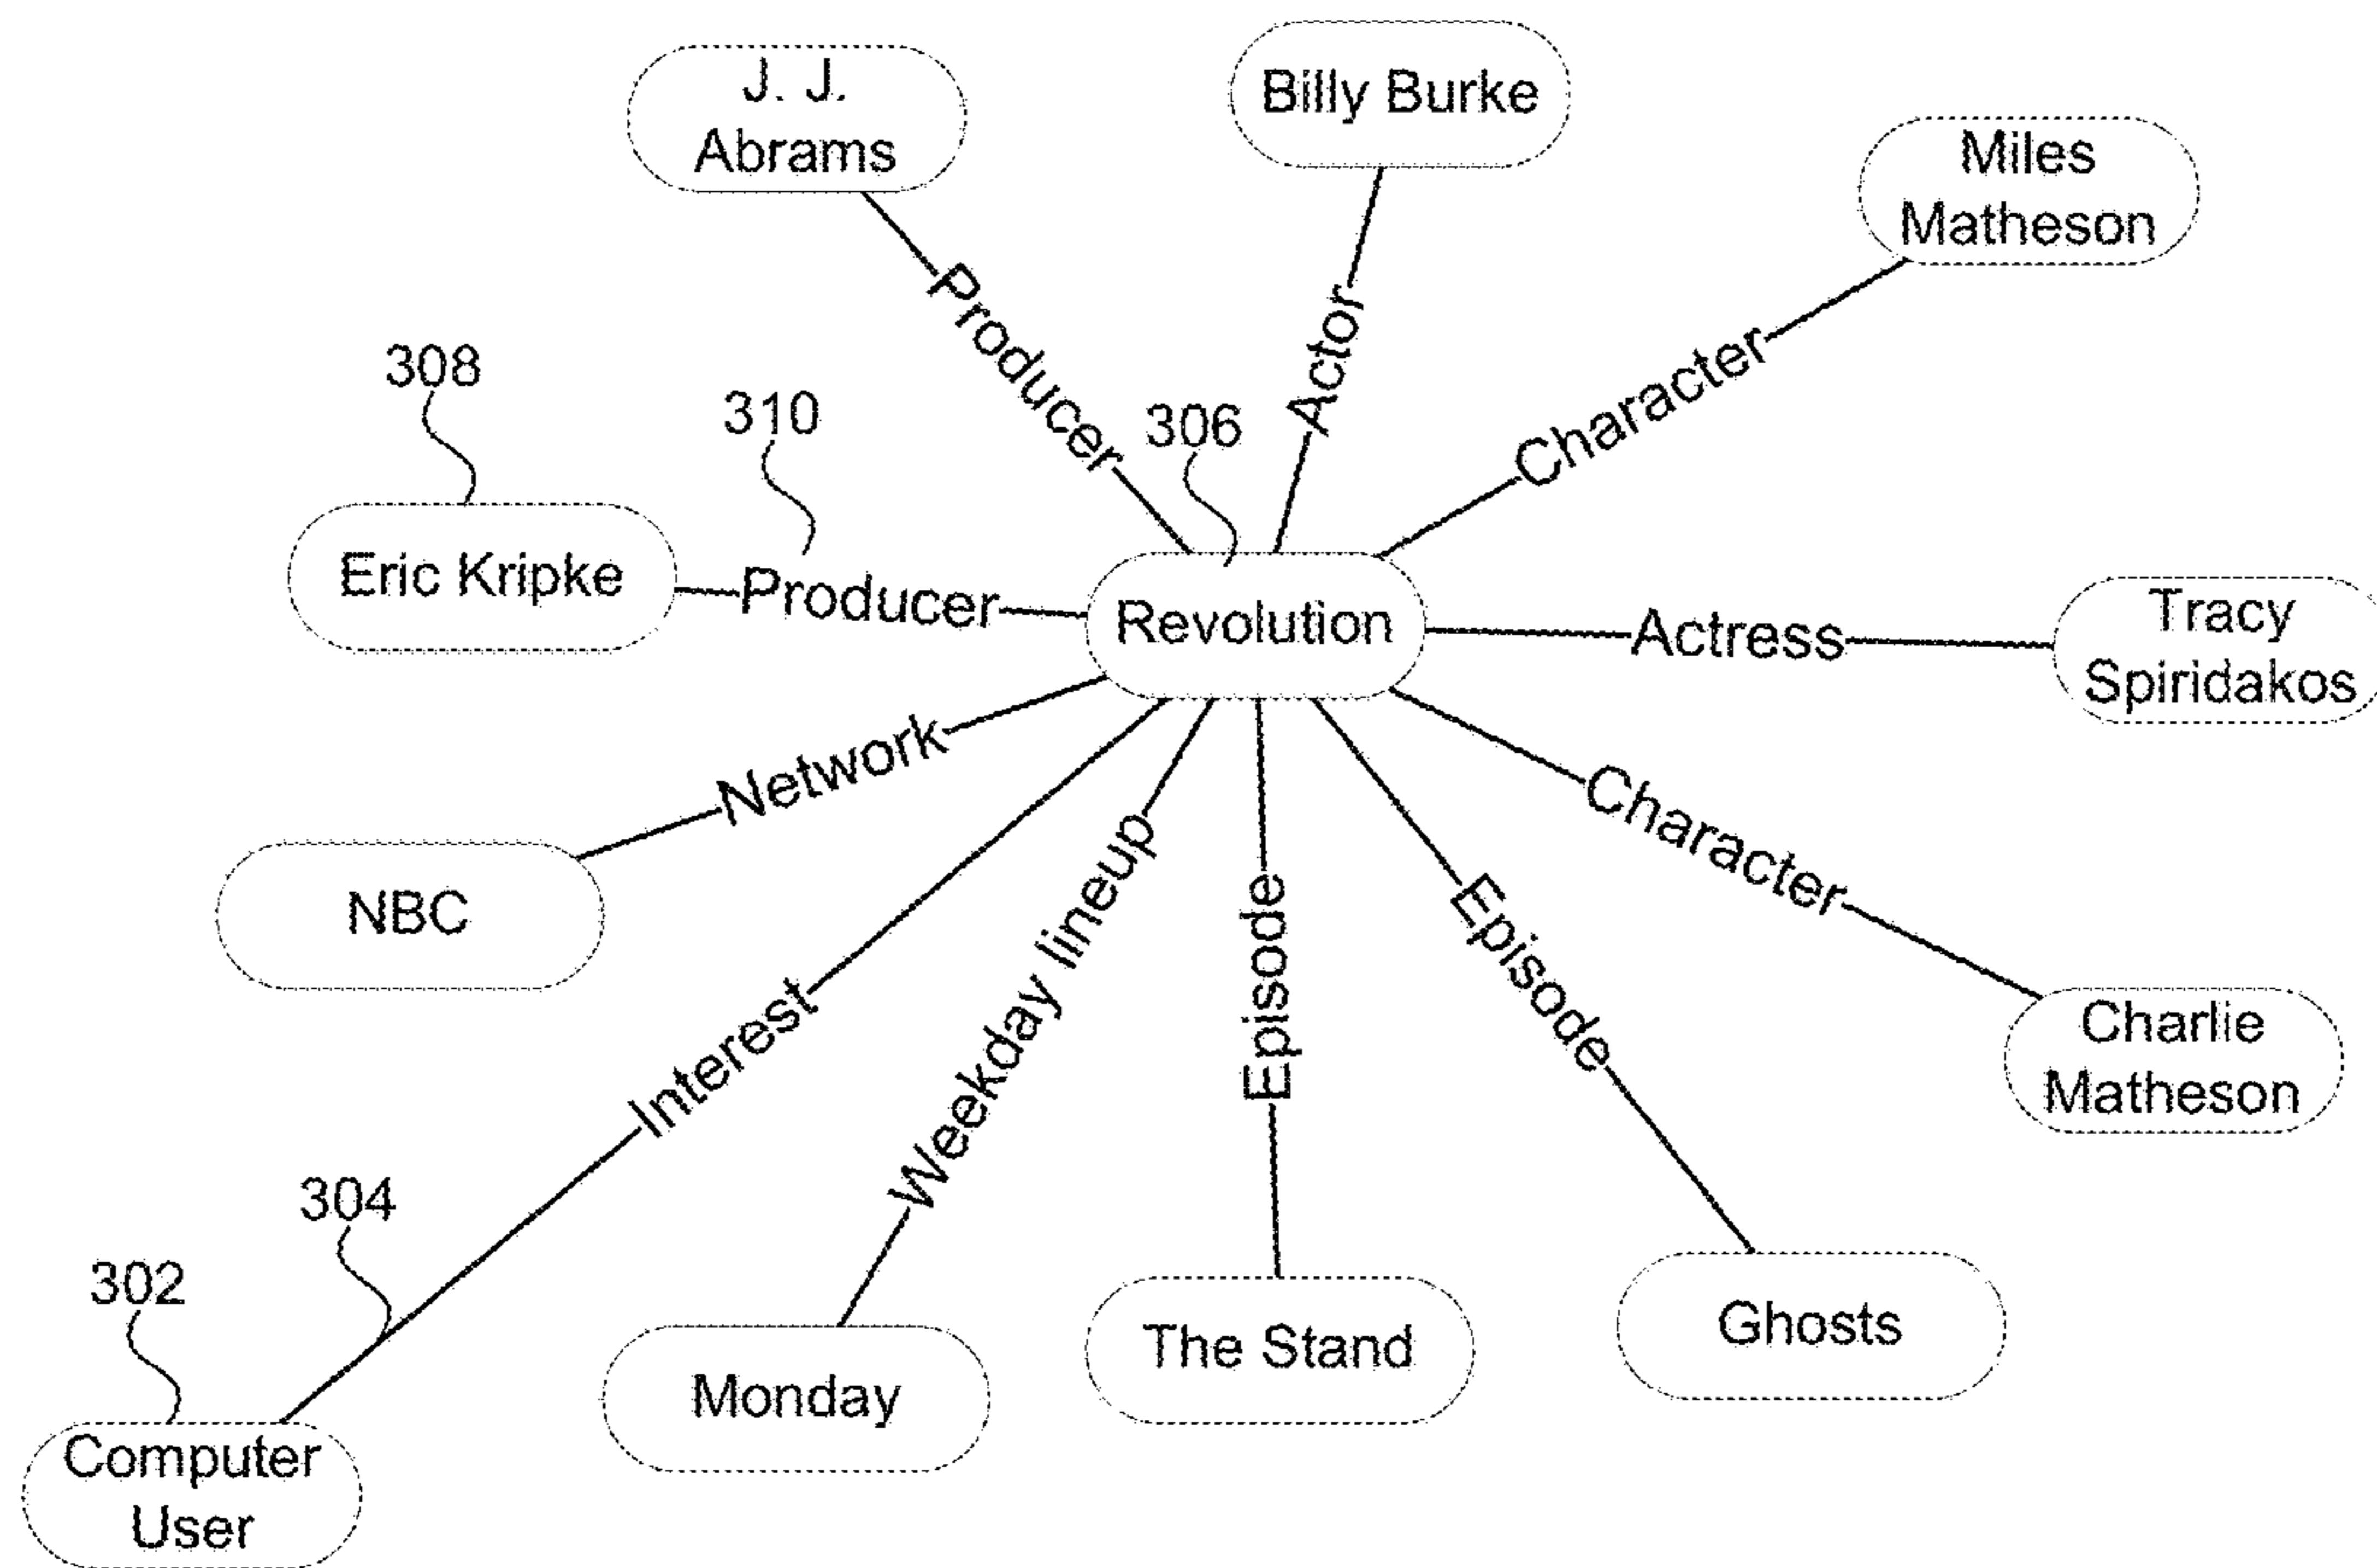 J. J.
Abrams
Billy Burke
Miles
Matheson
Producer
Actor
Character
308
310
306
Eric Kripke
Producer
Revolution
Actress
Tracy
Spiridakos
Network
Character
NBC
Interest
Weekday lineup
Episode
Episode
Charlie
Matheson
304
302
Computer
User
Monday
The Stand
Ghosts